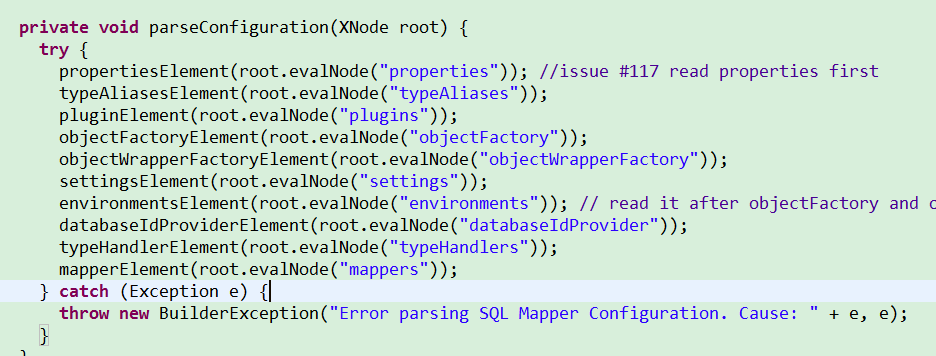 private void parseConfiguration(XNode root) {
try {
propertiesElement(root.evalNode("properties")); //issue #117 read properties first
typeAliasesElement(root.evalNode("typeAliases"));
pluginElement(root.evalNode("plugins"));
objectFactoryElement(root.evalNode("objectFactory"));
objectWrapperFactoryElement(root.evalNode("objectWrapperFactory"));
settingsElement(root.evalNode("settings"));
environmentsElement(root.evalNode("environments")); // read it after objectFactory and
databaseIdProviderElement(root.evalNode("databaseIdProvider"));
typeHandlerElement(root.evalNode("typeHandlers"));
mapperElement(root.evalNode("mappers"));
} catch (Exception e) {
throw new BuilderException("Error parsing SQL Mapper Configuration. Cause: " + e, e);
}
}